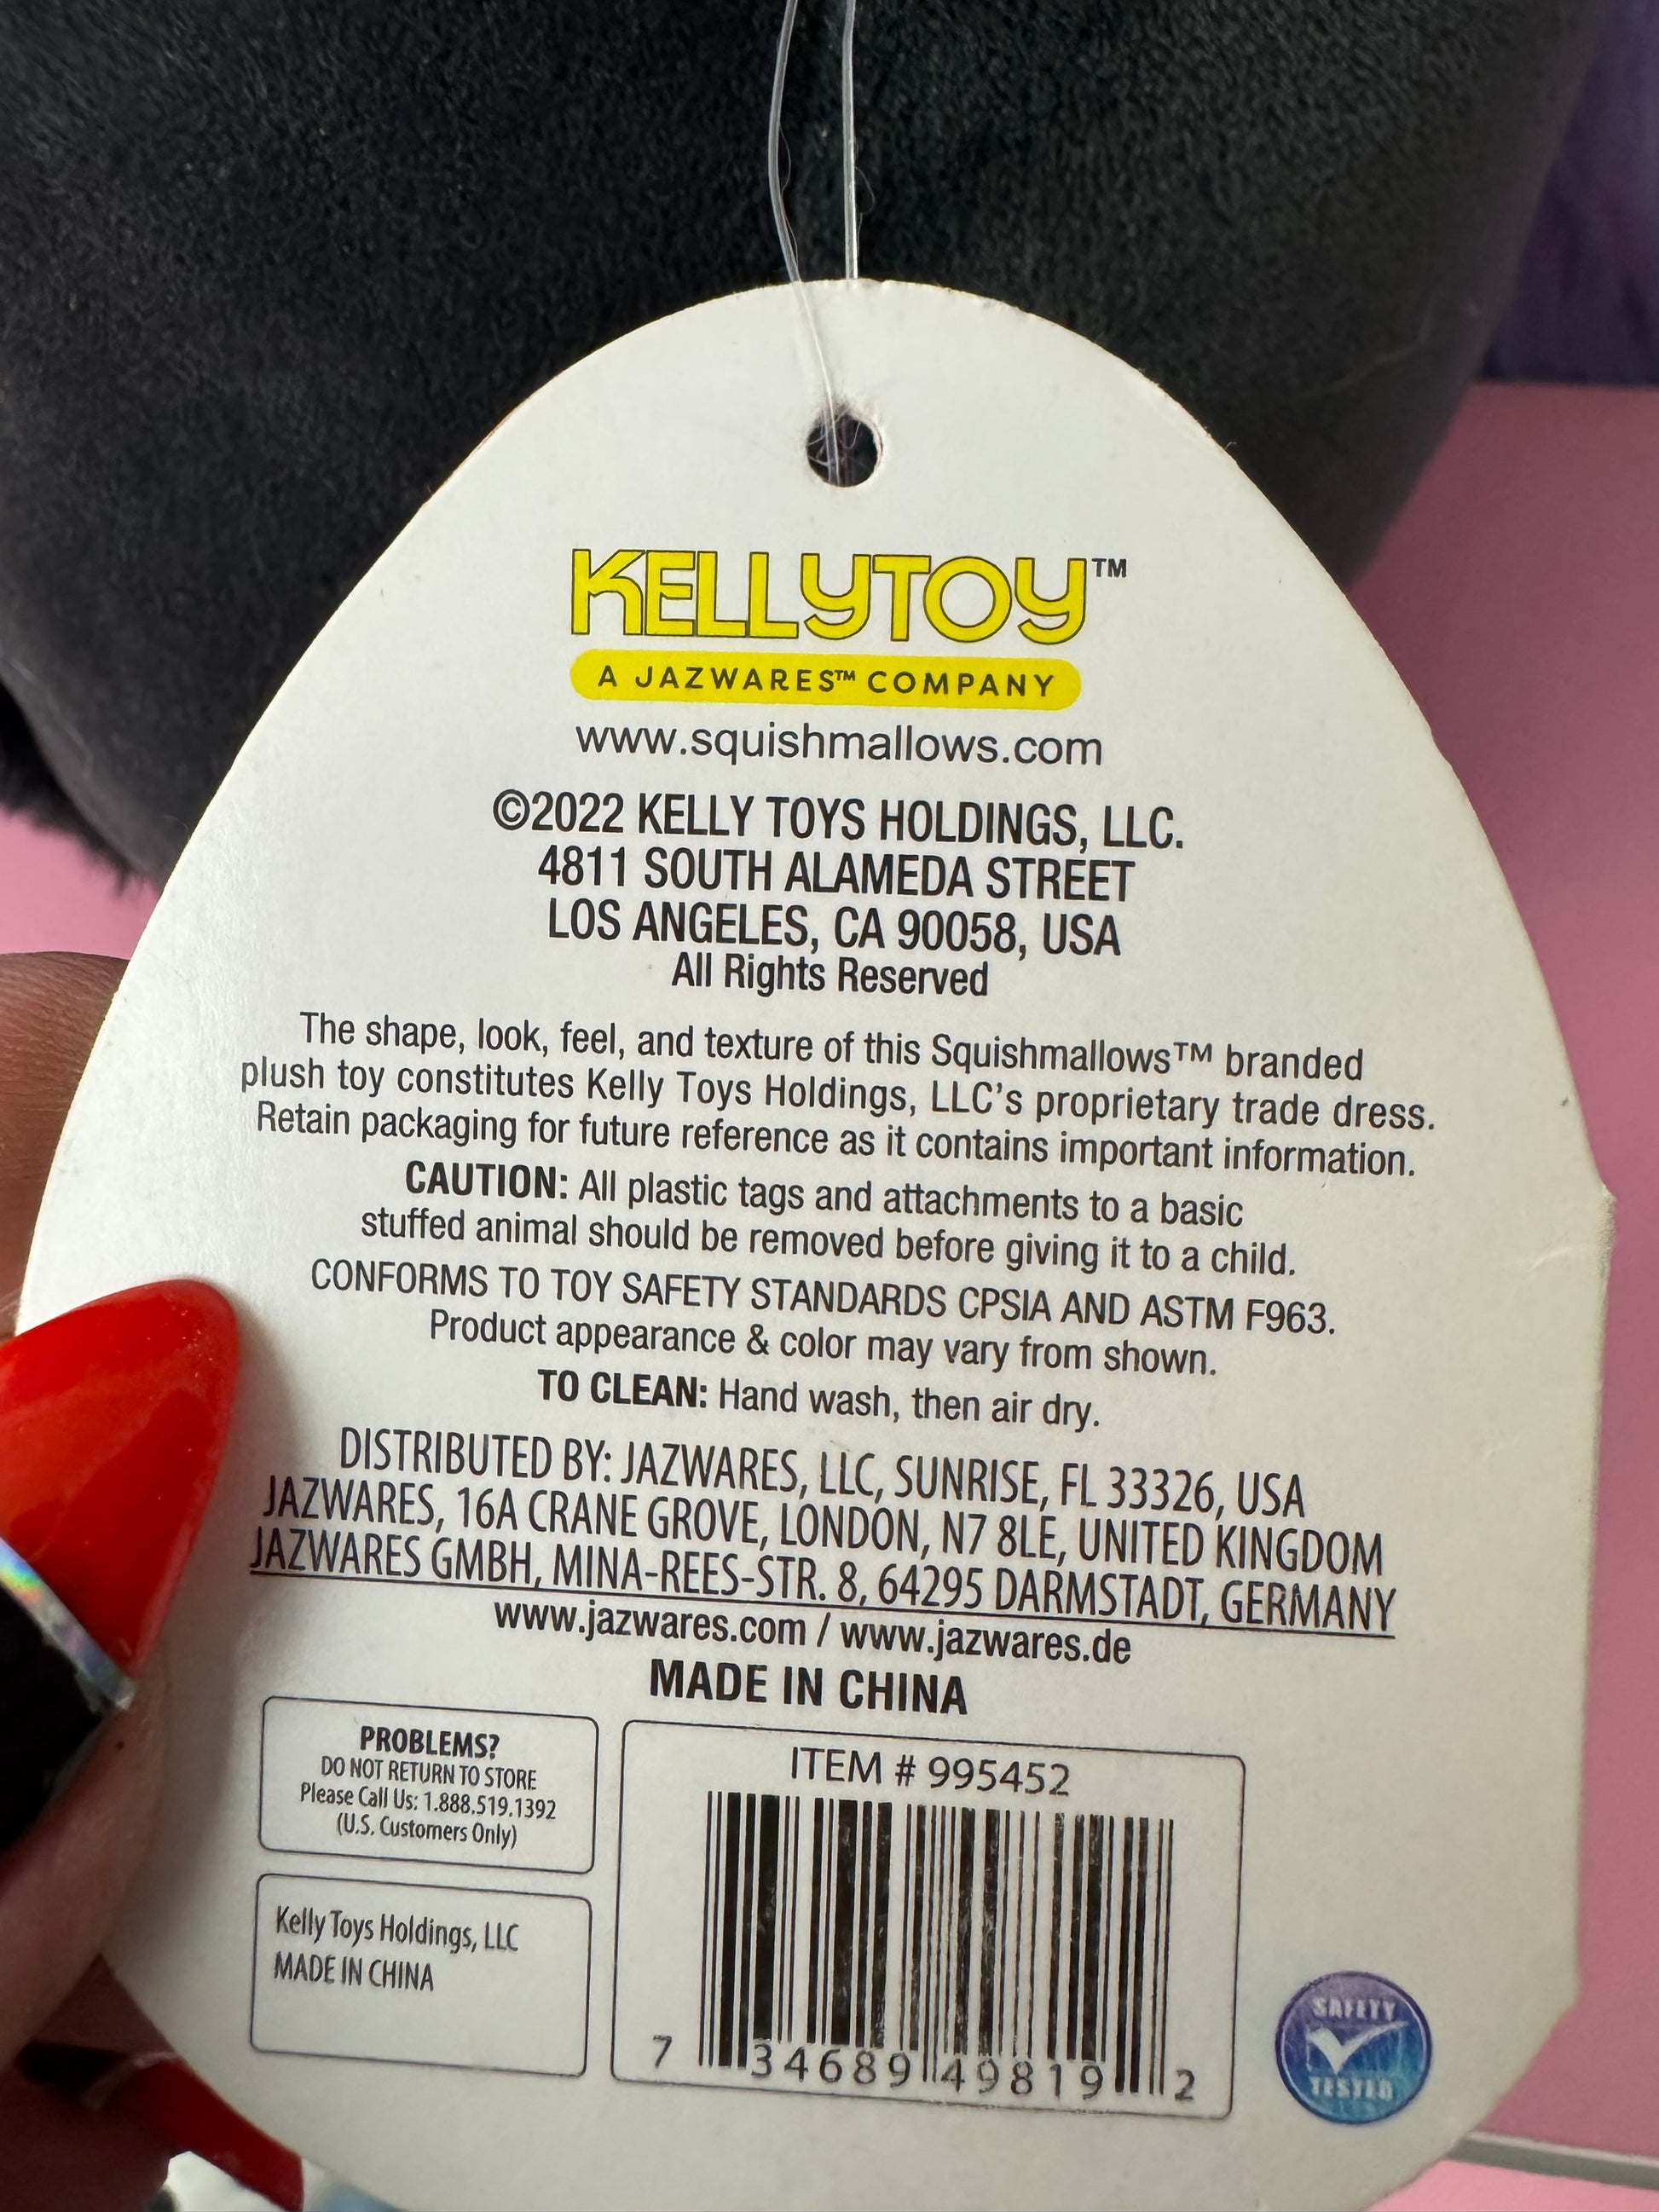 KELLYTOY™
A JAZWARES™ COMPANY
www.squishmallows.com
©2022 KELLY TOYS HOLDINGS, LLC.
4811 SOUTH ALAMEDA STREET
LOS ANGELES, CA 90058, USA
All Rights Reserved
The shape, look, feel, and texture of this Squishmallows™ branded
plush toy constitutes Kelly Toys Holdings, LLC's proprietary trade dress.
Retain packaging for future reference as it contains important information.
CAUTION: All plastic tags and attachments to a basic
stuffed animal should be removed before giving it to a child.
CONFORMS TO TOY SAFETY STANDARDS CPSIA AND ASTM F963.
Product appearance & color may vary from shown.
TO CLEAN: Hand wash, then air dry.
DISTRIBUTED BY: JAZWARES, LLC, SUNRISE, FL 33326, USA
JAZWARES, 16A CRANE GROVE, LONDON, N7 8LE, UNITED KINGDOM
JAZWARES GMBH, MINA-REES-STR. 8, 64295 DARMSTADT, GERMANY
www.jazwares.com / www.jazwares.de
MADE IN CHINA
PROBLEMS?
DO NOT RETURN TO STORE
Please Call Us: 1.888.519.1392
(U.S. Customers Only)
Kelly Toys Holdings, LLC
MADE IN CHINA
ITEM # 995452
7 34689 49819 2
SAFETY
TESTED